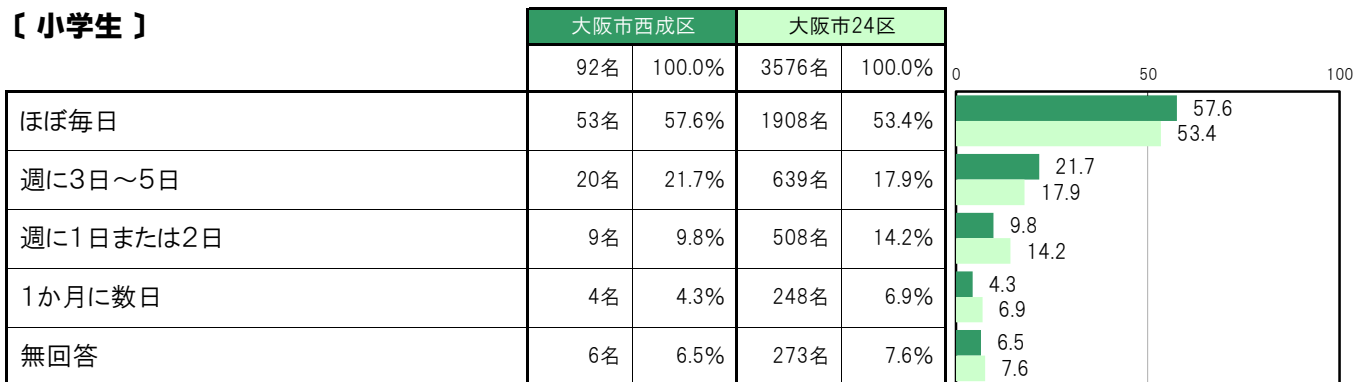 〔 小学生 〕
大阪市西成区 大阪市24区
92名 100.0% 3576名 100.0%
0 50 100
ほぼ毎日 53名 57.6% 1908名 53.4%
57.6
53.4
週に3日～5日 20名 21.7% 639名 17.9%
21.7
17.9
週に1日または2日 9名 9.8% 508名 14.2%
9.8
14.2
1か月に数日 4名 4.3% 248名 6.9%
4.3
6.9
無回答 6名 6.5% 273名 7.6%
6.5
7.6